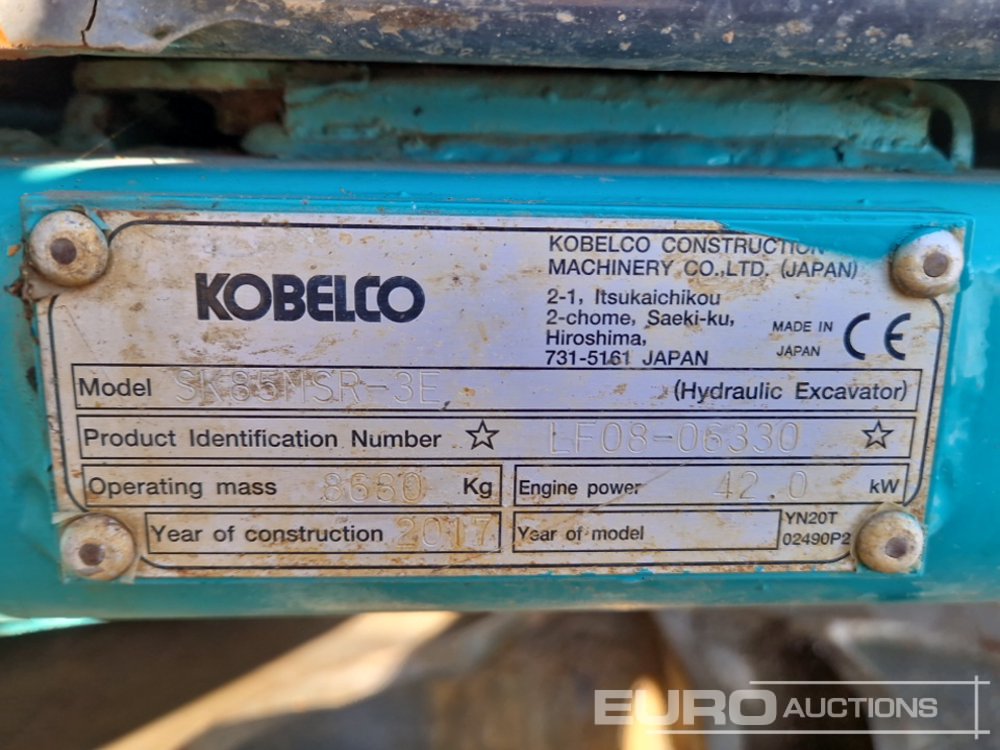 KOBELCO
KOBELCO CONSTRUCTION
MACHINERY CO.,LTD. (JAPAN)
2-1, Itsukaichikou
2-chome, Saeki-ku,
Hiroshima,
731-5161 JAPAN
MADE IN
JAPAN
CE
Model SK85MSR-3E (Hydraulic Excavator)
Product Identification Number ☆ LF08-06330 ☆
Operating mass Kg Engine power 42.0 kW
Year of construction 2017 Year of model
YN20T
02490P2
EURO AUCTIONS